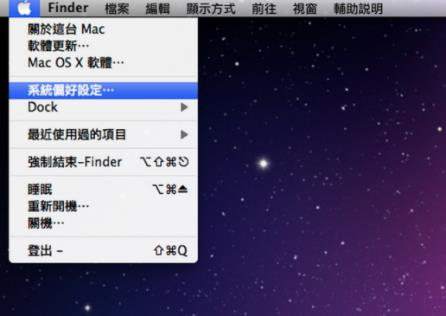 Finder 檔案 編輯 顯示方式 前往 視窗 輔助說明
關於這台 Mac
軟體更新⋯
Mac OS X 軟體⋯
系統偏好設定⋯
Dock ▶
最近使用過的項目 ▶
強制結束-Finder ⌥⇧⌘⎋
睡眠 ⌥⌘⏏
重新開機⋯
關機⋯
登出 - ⇧⌘Q